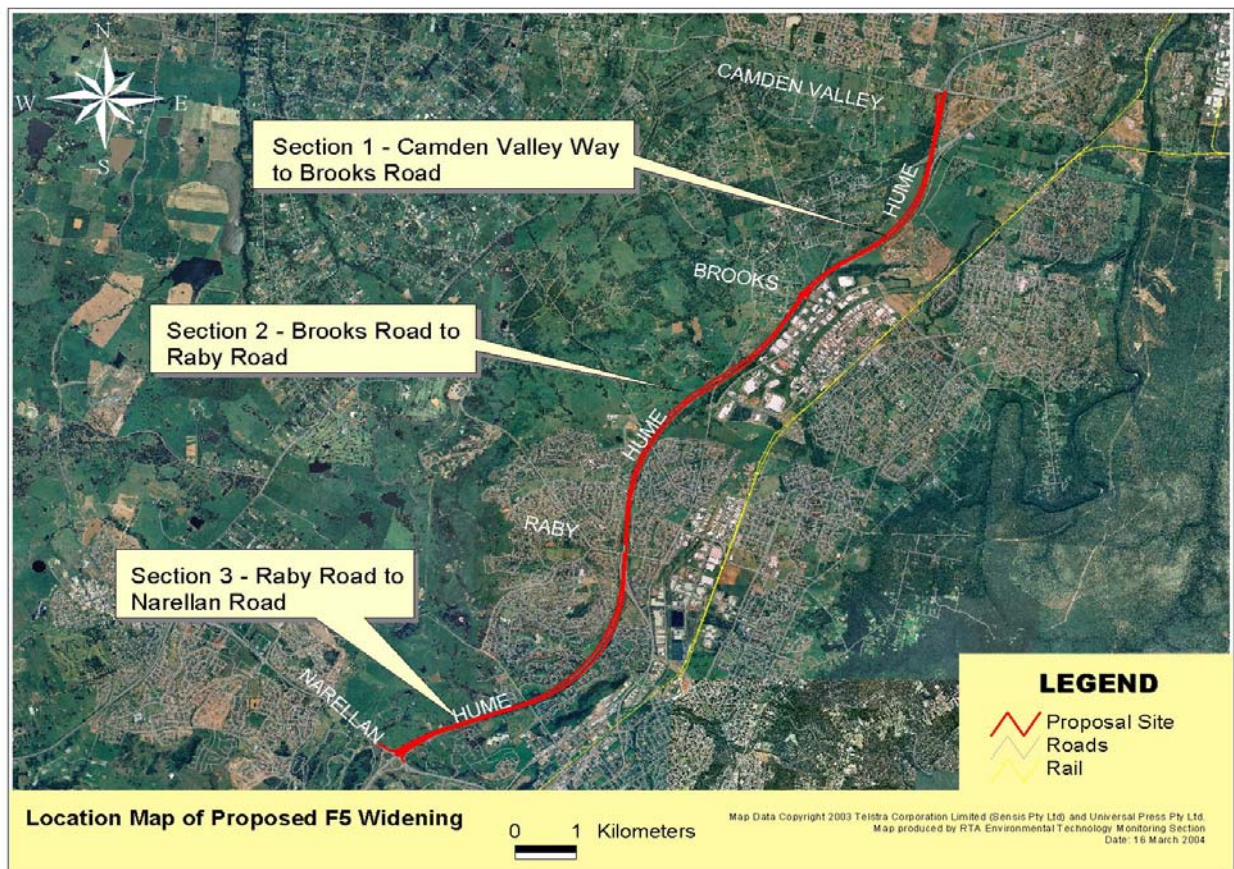 N
W
E
S
CAMDEN VALLEY
Section 1 - Camden Valley Way
to Brooks Road
HUME
BROOKS
Section 2 - Brooks Road to
Raby Road
HUME
RABY
Section 3 - Raby Road to
Narellan Road
NARELLAN
HUME
LEGEND
Proposal Site
Roads
Rail
Location Map of Proposed F5 Widening
0 1 Kilometers
Map Data Copyright 2003 Telstra Corporation Limited (Sensis Pty Ltd) and Universal Press Pty Ltd.
Map produced by RTA Environmental Technology Monitoring Section
Date: 16 March 2004